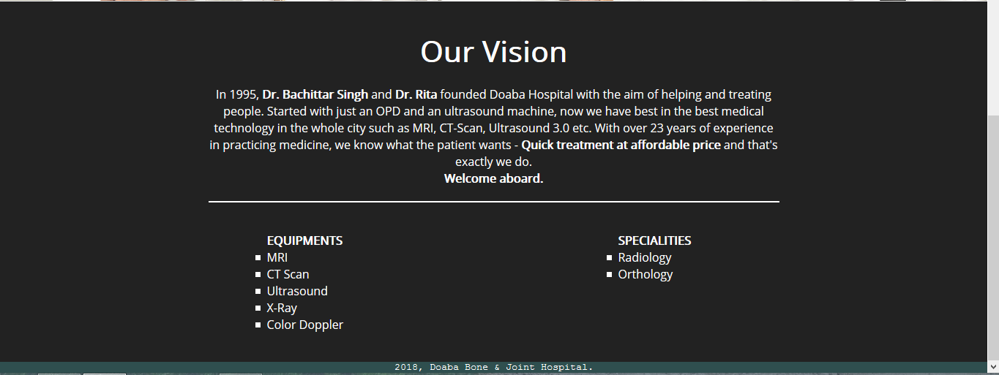 Our Vision
In 1995, Dr. Bachittar Singh and Dr. Rita founded Doaba Hospital with the aim of helping and treating
people. Started with just an OPD and an ultrasound machine, now we have best in the best medical
technology in the whole city such as MRI, CT-Scan, Ultrasound 3.0 etc. With over 23 years of experience
in practicing medicine, we know what the patient wants - Quick treatment at affordable price and that's
exactly we do.
Welcome aboard.
EQUIPMENTS
MRI
CT Scan
Ultrasound
X-Ray
Color Doppler
SPECIALITIES
Radiology
Orthology
2018, Doaba Bone & Joint Hospital.